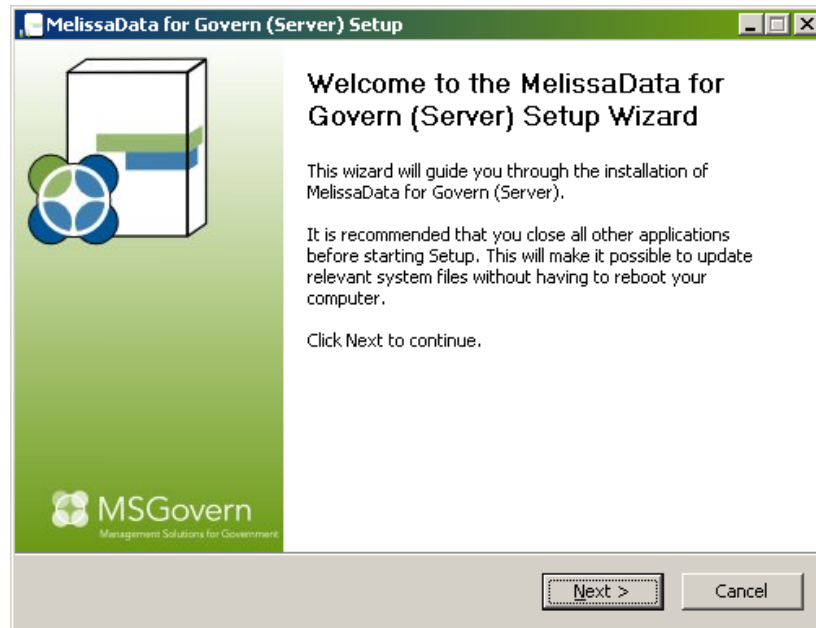 MelissaData for Govern (Server) Setup
Welcome to the MelissaData for
Govern (Server) Setup Wizard
This wizard will guide you through the installation of
MelissaData for Govern (Server).
It is recommended that you close all other applications
before starting Setup. This will make it possible to update
relevant system files without having to reboot your
computer.
Click Next to continue.
MSGovern
Management Solutions for Government
Next >
Cancel